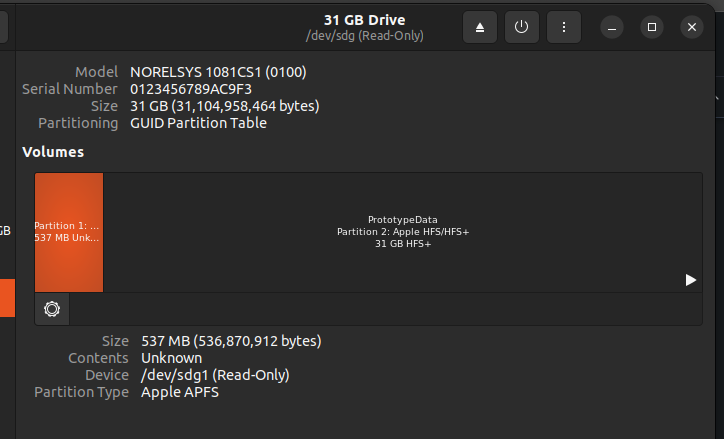 31 GB Drive
/dev/sdg (Read-Only)
Model NORELSYS 1081CS1 (0100)
Serial Number 0123456789AC9F3
Size 31 GB (31,104,958,464 bytes)
Partitioning GUID Partition Table
Volumes
GB
Partition 1: ...
537 MB Unk...
PrototypeData
Partition 2: Apple HFS/HFS+
31 GB HFS+
Size 537 MB (536,870,912 bytes)
Contents Unknown
Device /dev/sdg1 (Read-Only)
Partition Type Apple APFS